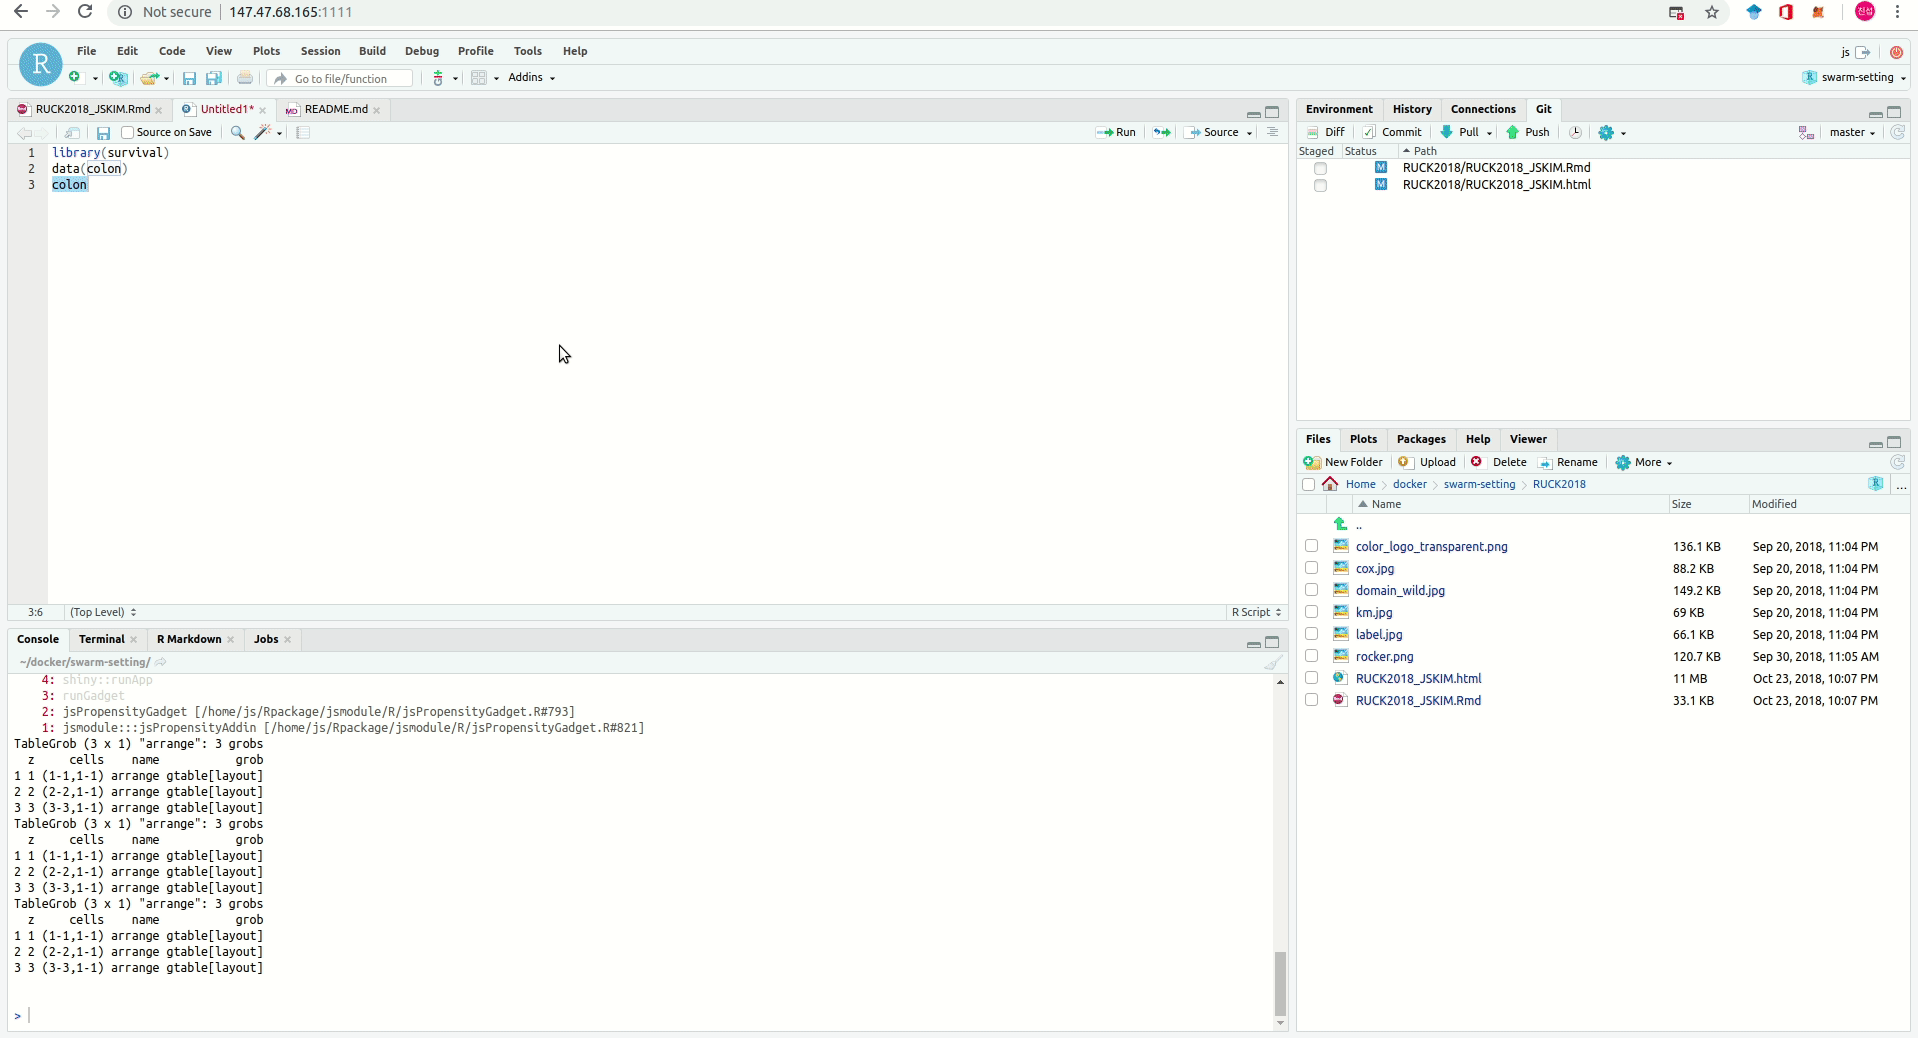 Not secure 147.47.68.165:1111
File Edit Code View Plots Session Build Debug Profile Tools Help
js
R
Go to file/function
Addins
swarm-setting
RUCK2018_JSKIM.Rmd
Untitled1*
README.md
Source on Save
Run
Source
1 library(survival)
2 data(colon)
3 colon
3:6 (Top Level)
R Script
Console Terminal R Markdown Jobs
~/docker/swarm-setting/
4: shiny::runApp
3: runGadget
2: jsPropensityGadget [/home/js/Rpackage/jsmodule/R/jsPropensityGadget.R#793]
1: jsmodule:::jsPropensityAddin [/home/js/Rpackage/jsmodule/R/jsPropensityGadget.R#821]
TableGrob (3 x 1) "arrange": 3 grobs
z cells name grob
1 1 (1-1,1-1) arrange gtable[layout]
2 2 (2-2,1-1) arrange gtable[layout]
3 3 (3-3,1-1) arrange gtable[layout]
TableGrob (3 x 1) "arrange": 3 grobs
z cells name grob
1 1 (1-1,1-1) arrange gtable[layout]
2 2 (2-2,1-1) arrange gtable[layout]
3 3 (3-3,1-1) arrange gtable[layout]
TableGrob (3 x 1) "arrange": 3 grobs
z cells name grob
1 1 (1-1,1-1) arrange gtable[layout]
2 2 (2-2,1-1) arrange gtable[layout]
3 3 (3-3,1-1) arrange gtable[layout]
>
Environment History Connections Git
Diff Commit Pull Push master
Staged Status Path
M RUCK2018/RUCK2018_JSKIM.Rmd
M RUCK2018/RUCK2018_JSKIM.html
Files Plots Packages Help Viewer
New Folder Upload Delete Rename More
Home docker swarm-setting RUCK2018 ...
Name Size Modified
..
color_logo_transparent.png 136.1 KB Sep 20, 2018, 11:04 PM
cox.jpg 88.2 KB Sep 20, 2018, 11:04 PM
domain_wild.jpg 149.2 KB Sep 20, 2018, 11:04 PM
km.jpg 69 KB Sep 20, 2018, 11:04 PM
label.jpg 66.1 KB Sep 20, 2018, 11:04 PM
rocker.png 120.7 KB Sep 30, 2018, 11:05 AM
RUCK2018_JSKIM.html 11 MB Oct 23, 2018, 10:07 PM
RUCK2018_JSKIM.Rmd 33.1 KB Oct 23, 2018, 10:07 PM